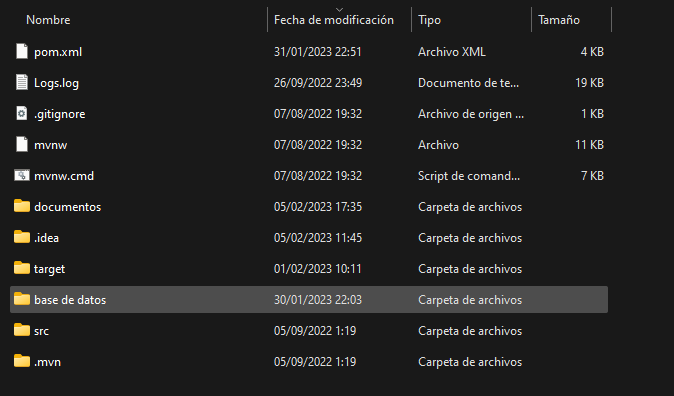 Nombre Fecha de modificación Tipo Tamaño
pom.xml 31/01/2023 22:51 Archivo XML 4 KB
Logs.log 26/09/2022 23:49 Documento de te... 19 KB
.gitignore 07/08/2022 19:32 Archivo de origen ... 1 KB
mvnw 07/08/2022 19:32 Archivo 11 KB
mvnw.cmd 07/08/2022 19:32 Script de comand... 7 KB
documentos 05/02/2023 17:35 Carpeta de archivos
.idea 05/02/2023 11:45 Carpeta de archivos
target 01/02/2023 10:11 Carpeta de archivos
base de datos 30/01/2023 22:03 Carpeta de archivos
src 05/09/2022 1:19 Carpeta de archivos
.mvn 05/09/2022 1:19 Carpeta de archivos